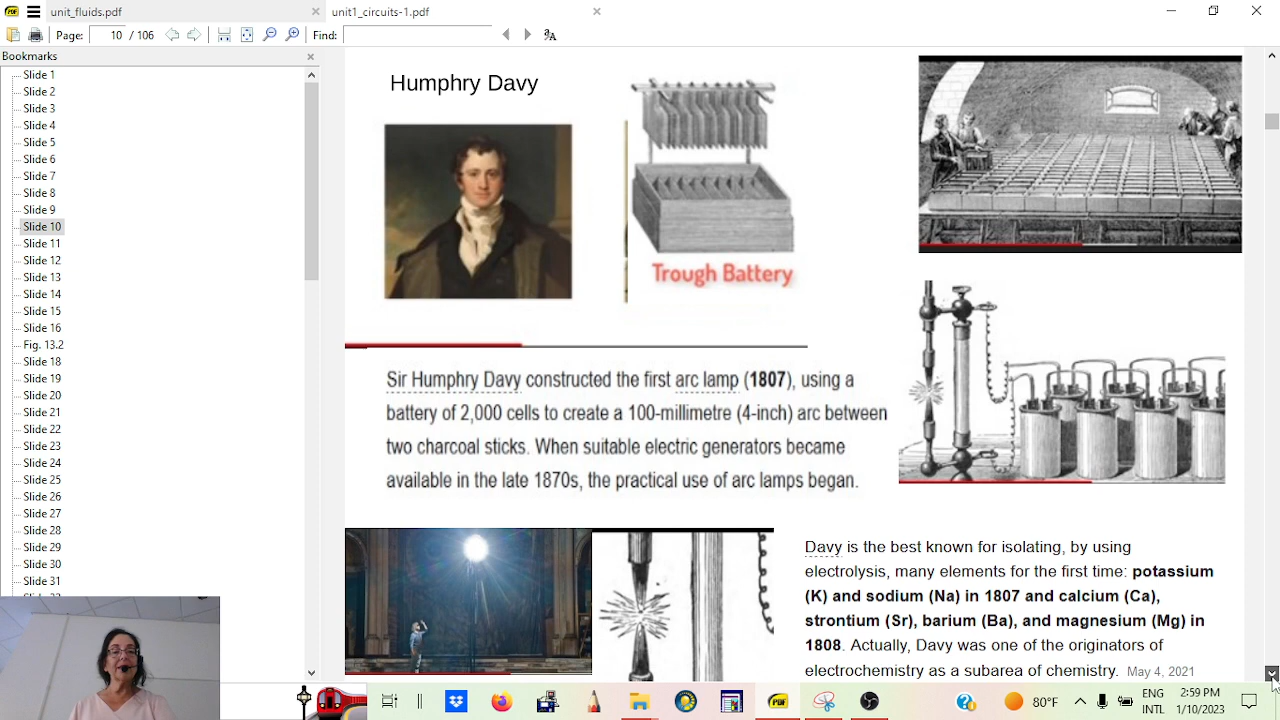 unit_fluids.pdf
unit1_circuits-1.pdf
Page: 10 / 106
Find:
Bookmarks
Slide 1
Slide 2
Slide 3
Slide 4
Slide 5
Slide 6
Slide 7
Slide 8
Slide 9
Slide 10
Slide 11
Slide 12
Slide 13
Slide 14
Slide 15
Slide 16
Fig. 13.2
Slide 18
Slide 19
Slide 20
Slide 21
Slide 22
Slide 23
Slide 24
Slide 25
Slide 26
Slide 27
Slide 28
Slide 29
Slide 30
Slide 31
Humphry Davy
Trough Battery
Sir Humphry Davy constructed the first arc lamp (1807), using a
battery of 2,000 cells to create a 100-millimetre (4-inch) arc between
two charcoal sticks. When suitable electric generators became
available in the late 1870s, the practical use of arc lamps began.
Davy is the best known for isolating, by using
electrolysis, many elements for the first time: potassium
(K) and sodium (Na) in 1807 and calcium (Ca),
strontium (Sr), barium (Ba), and magnesium (Mg) in
1808. Actually, Davy was one of the originators of
electrochemistry as a subarea of chemistry. May 4, 2021
80°F
ENG
INTL
2:59 PM
1/10/2023